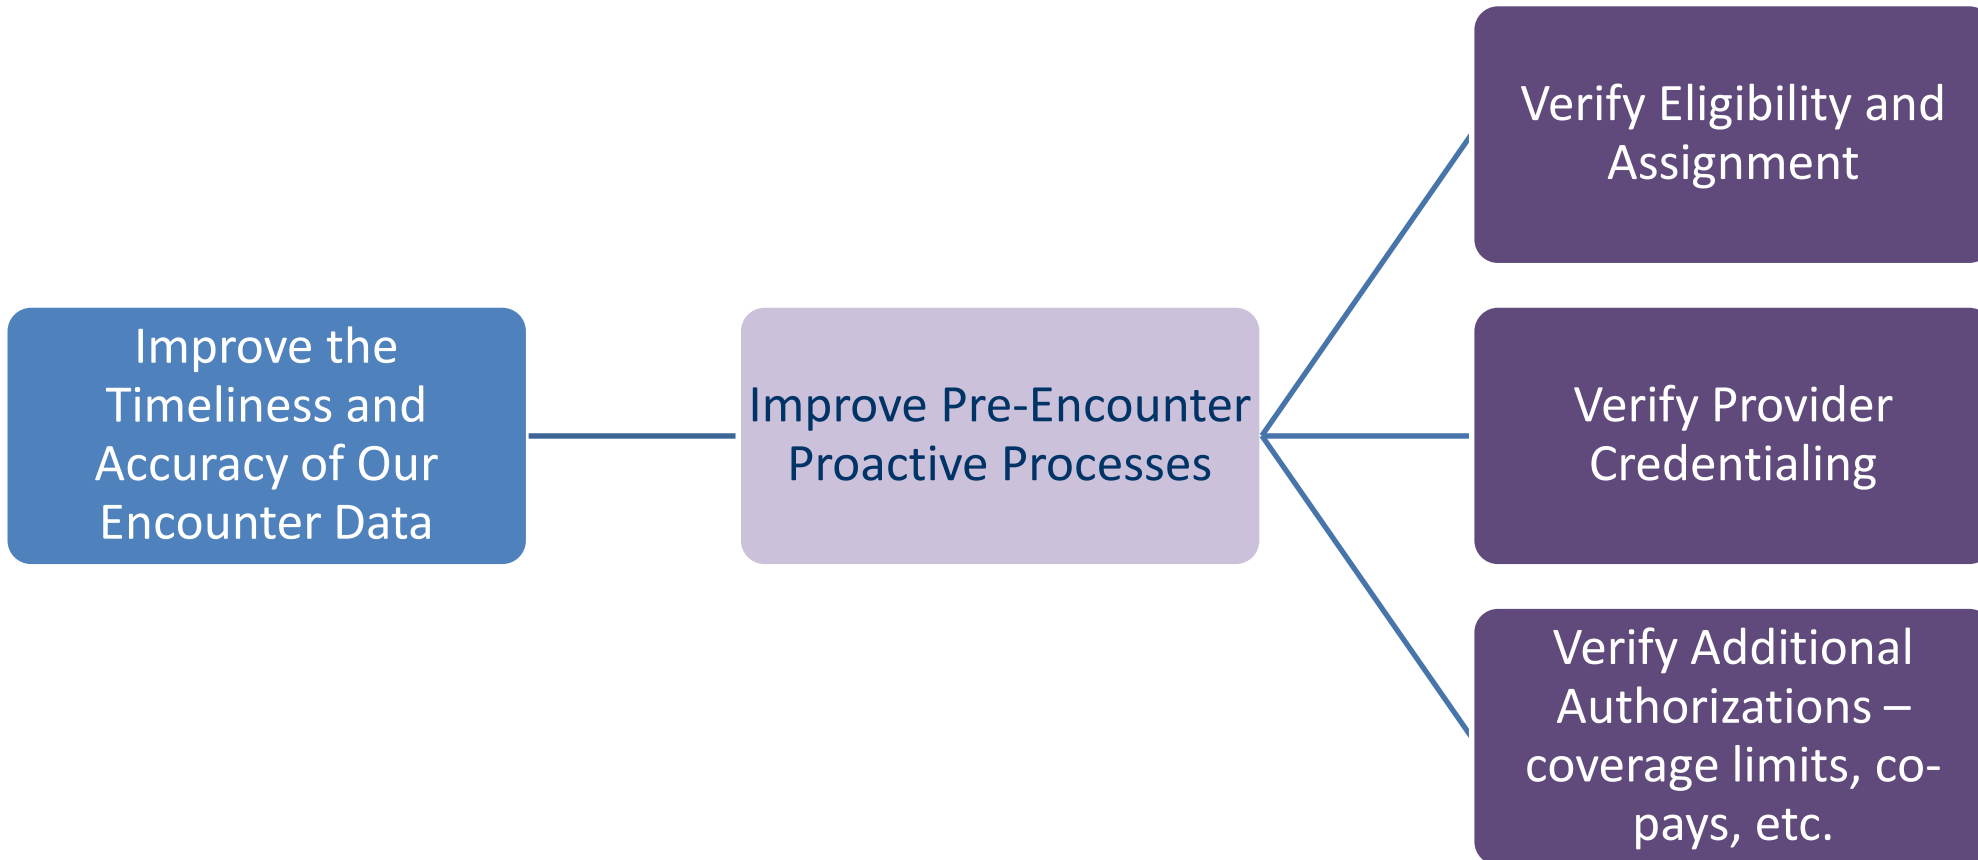 Improve the
Timeliness and
Accuracy of Our
Encounter Data
Improve Pre-Encounter
Proactive Processes
Verify Eligibility and
Assignment
Verify Provider
Credentialing
Verify Additional
Authorizations –
coverage limits, co-
pays, etc.